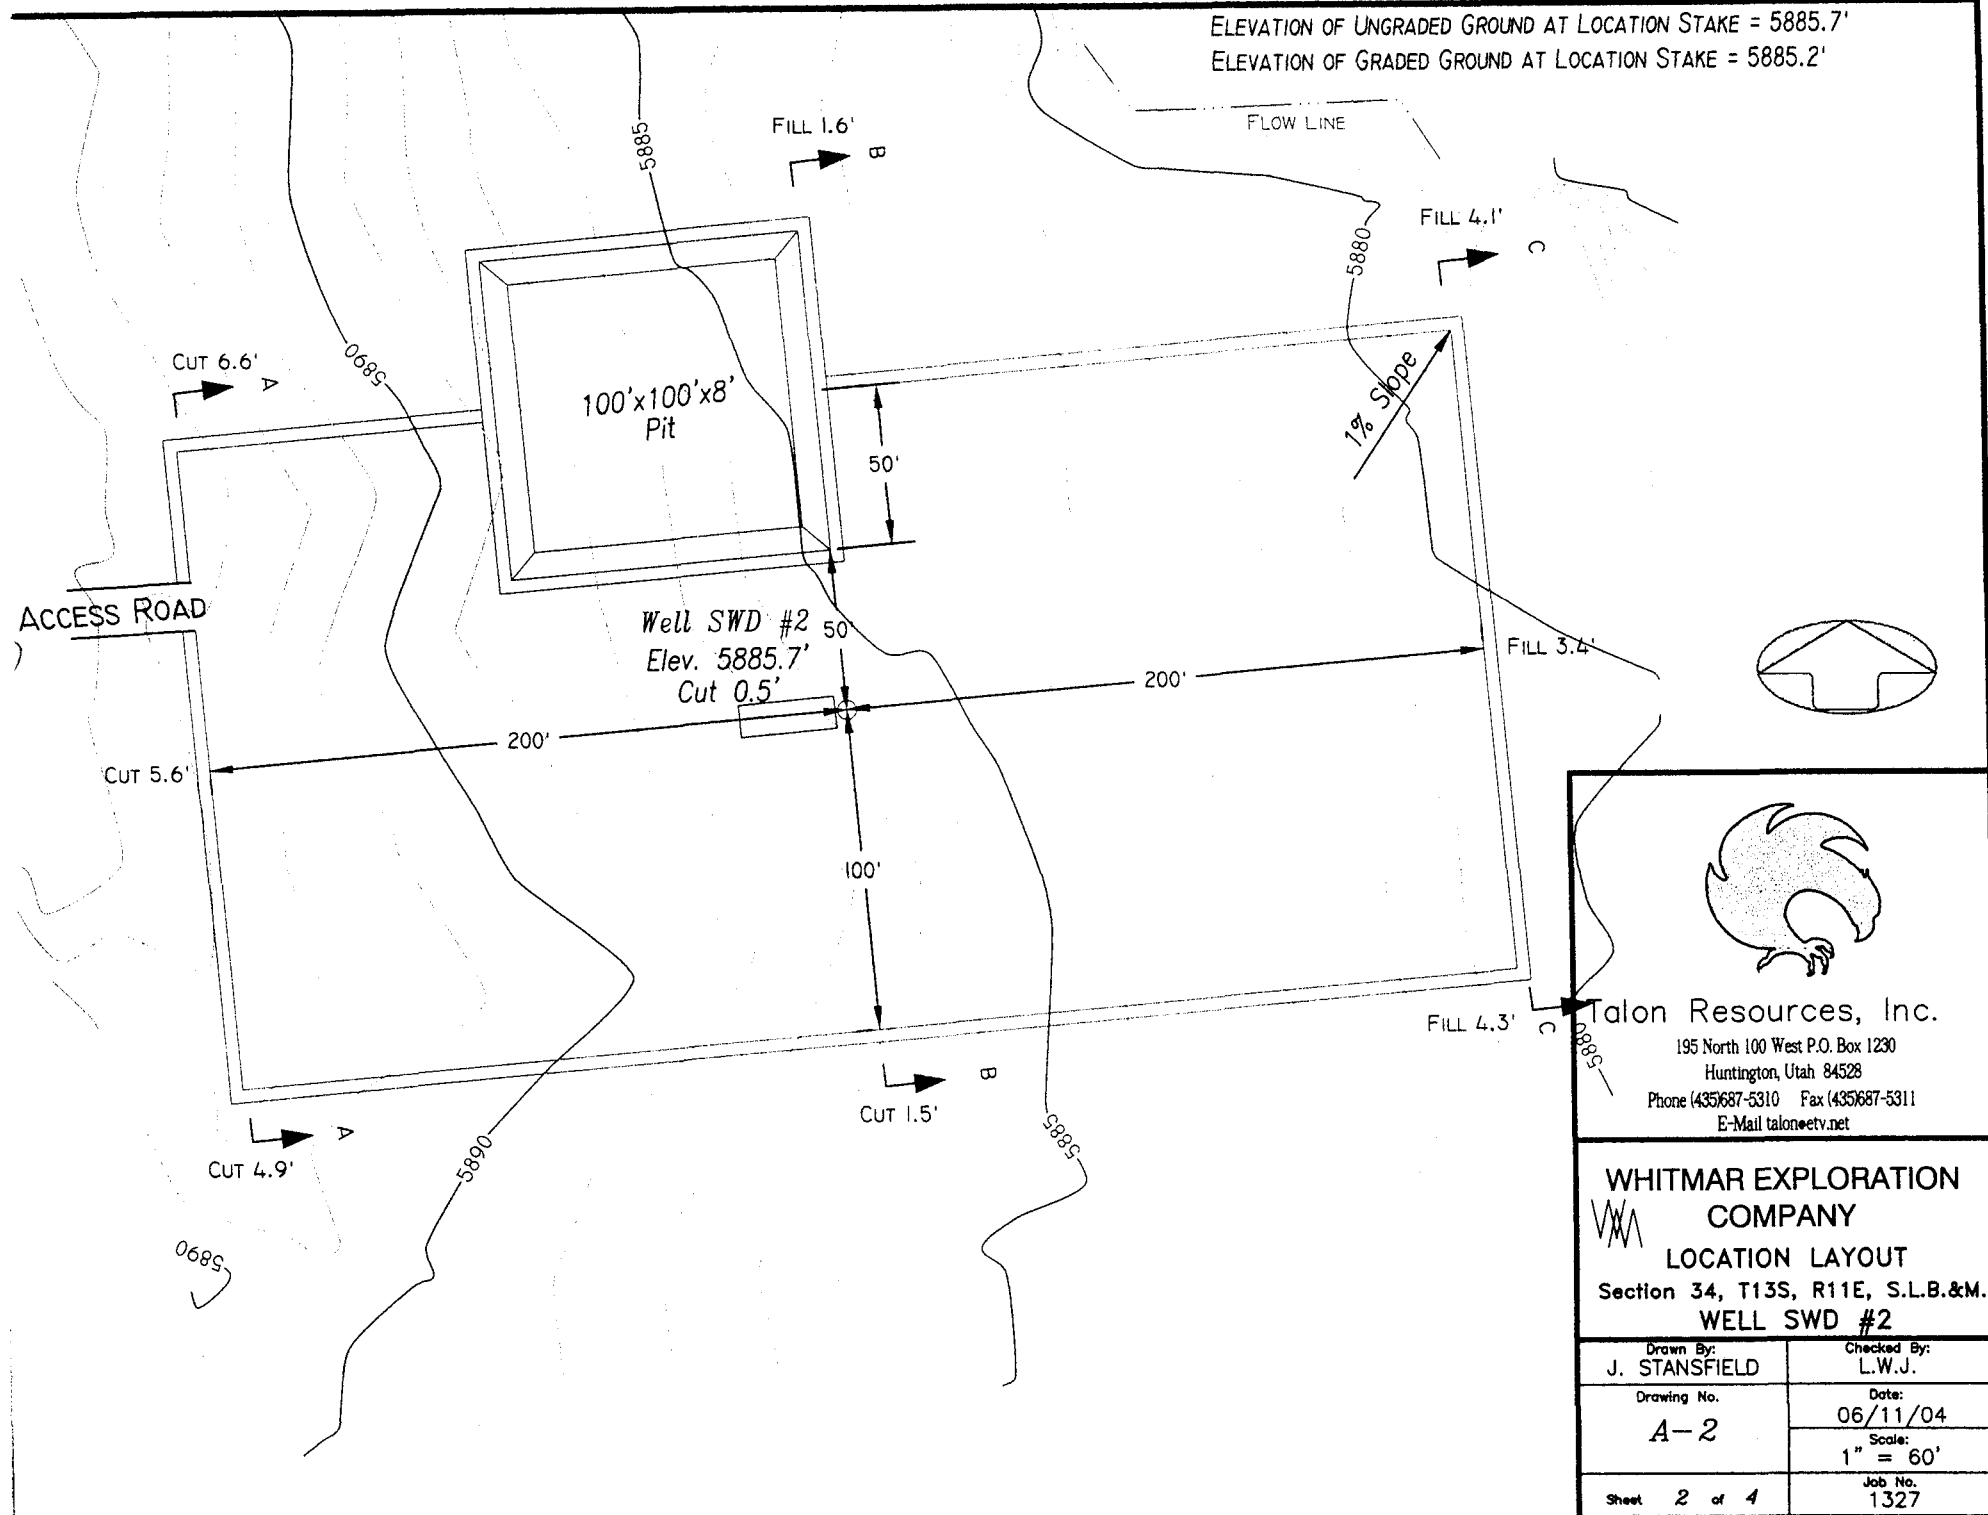 ELEVATION OF UNGRADED GROUND AT LOCATION STAKE = 5885.7'
ELEVATION OF GRADED GROUND AT LOCATION STAKE = 5885.2'
FLOW LINE
5885
FILL 1.6'
B
FILL 4.1'
C
5880
CUT 6.6'
A
5890
1% Slope
100'x100'x8'
Pit
50'
ACCESS ROAD
)
Well SWD #2
Elev. 5885.7'
Cut 0.5'
50'
FILL 3.4'
200'
200'
CUT 5.6'
100'
FILL 4.3'
C
5880
B
CUT 1.5'
5885
A
CUT 4.9'
5890
5890
Talon Resources, Inc.
195 North 100 West P.O. Box 1230
Huntington, Utah 84528
Phone (435)687-5310 Fax (435)687-5311
E-Mail talon@etv.net
WHITMAR EXPLORATION
COMPANY
LOCATION LAYOUT
Section 34, T13S, R11E, S.L.B.&M.
WELL SWD #2
Drawn By:
J. STANSFIELD
Checked By:
L.W.J.
Drawing No.
A-2
Date:
06/11/04
Scale:
1" = 60'
Sheet 2 of 4
Job No.
1327